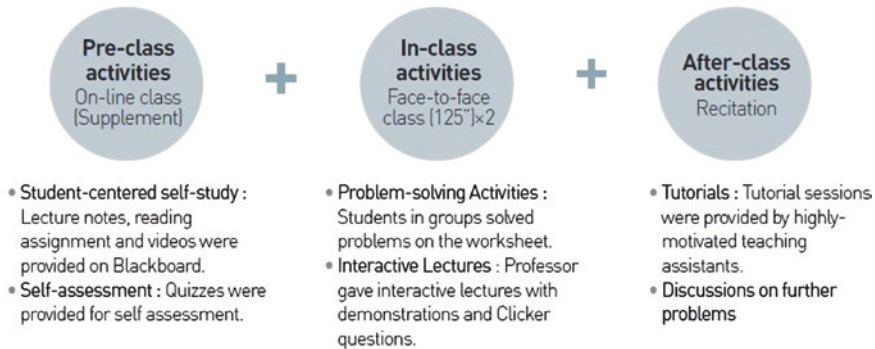 Pre-class
activities
On-line class
(Supplement)
+
In-class
activities
Face-to-face
class (125")×2
+
After-class
activities
Recitation
• Student-centered self-study :
Lecture notes, reading
assignment and videos were
provided on Blackboard.
• Self-assessment : Quizzes were
provided for self assessment.
• Problem-solving Activities :
Students in groups solved
problems on the worksheet.
• Interactive Lectures : Professor
gave interactive lectures with
demonstrations and Clicker
questions.
• Tutorials : Tutorial sessions
were provided by highly-
motivated teaching
assistants.
• Discussions on further
problems